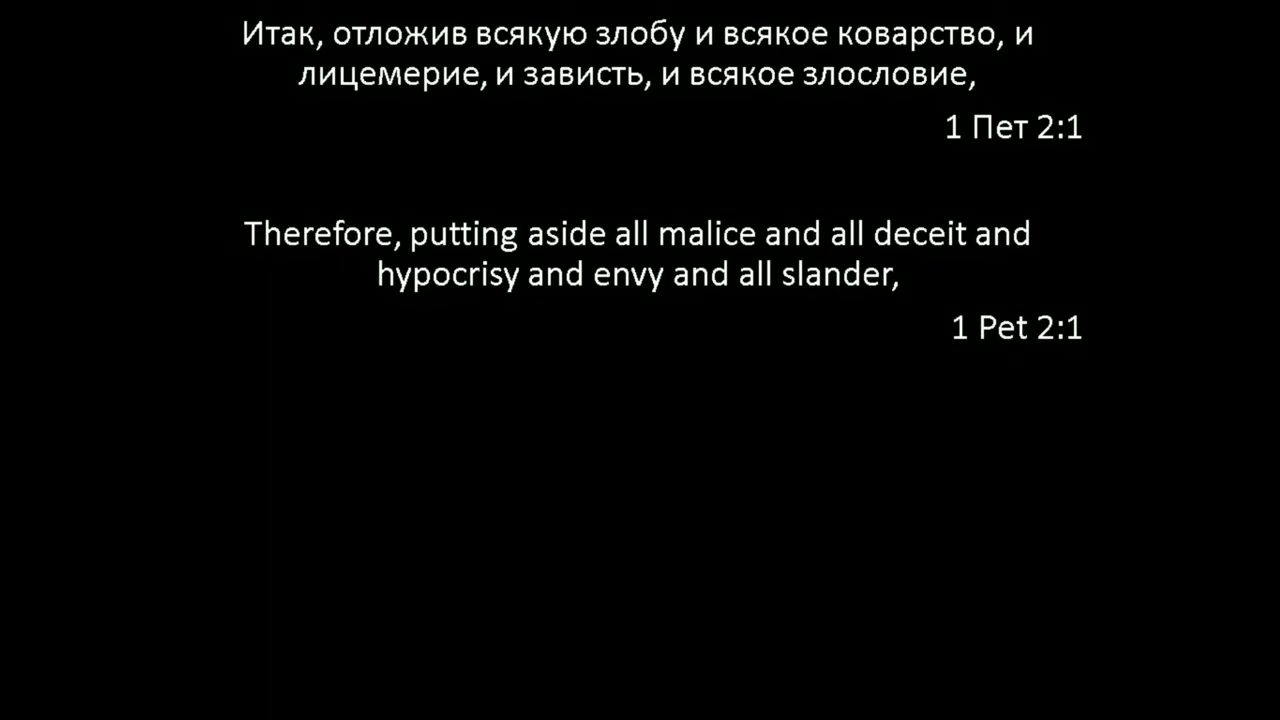 Итак, отложив всякую злобу и всякое коварство, и
лицемерие, и зависть, и всякое злословие,
1 Пет 2:1
Therefore, putting aside all malice and all deceit and
hypocrisy and envy and all slander,
1 Pet 2:1